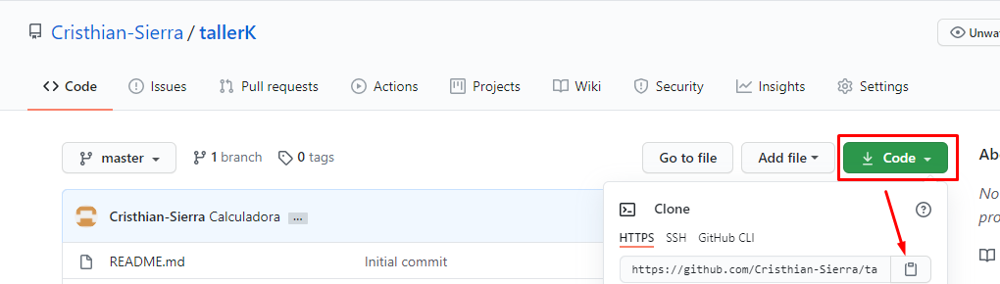 Cristhian-Sierra / tallerK
Unwa
Code Issues Pull requests Actions Projects Wiki Security Insights Settings
master 1 branch 0 tags Go to file Add file Code
Ab
No
pro
Cristhian-Sierra Calculadora ...
README.md Initial commit
Clone
HTTPS SSH GitHub CLI
https://github.com/Cristhian-Sierra/ta